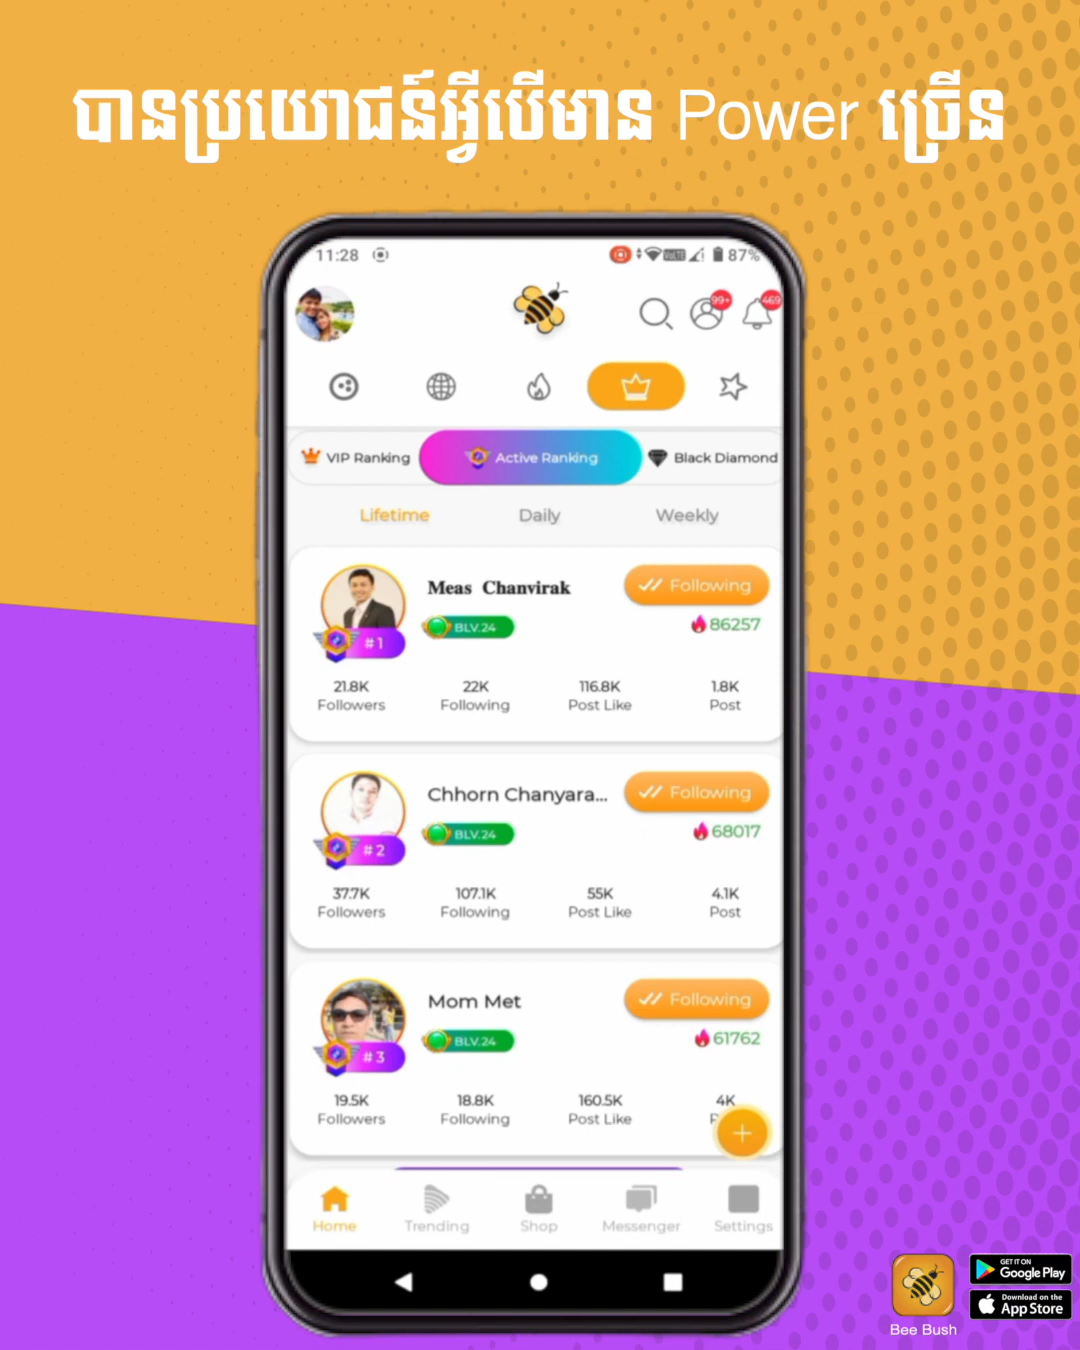 បានប្រយោជន៍អ្វីបើមាន Power ច្រើន
11:28 87%
99+ 469
VIP Ranking Active Ranking Black Diamond
Lifetime Daily Weekly
Meas Chanvirak Following
#1 BLV.24 86257
21.8K 22K 116.8K 1.8K
Followers Following Post Like Post
Chhorn Chanyara... Following
#2 BLV.24 68017
37.7K 107.1K 55K 4.1K
Followers Following Post Like Post
Mom Met Following
#3 BLV.24 61762
19.5K 18.8K 160.5K 4K
Followers Following Post Like
+
Home Trending Shop Messenger Settings
GET IT ON
Google Play
Download on the
App Store
Bee Bush